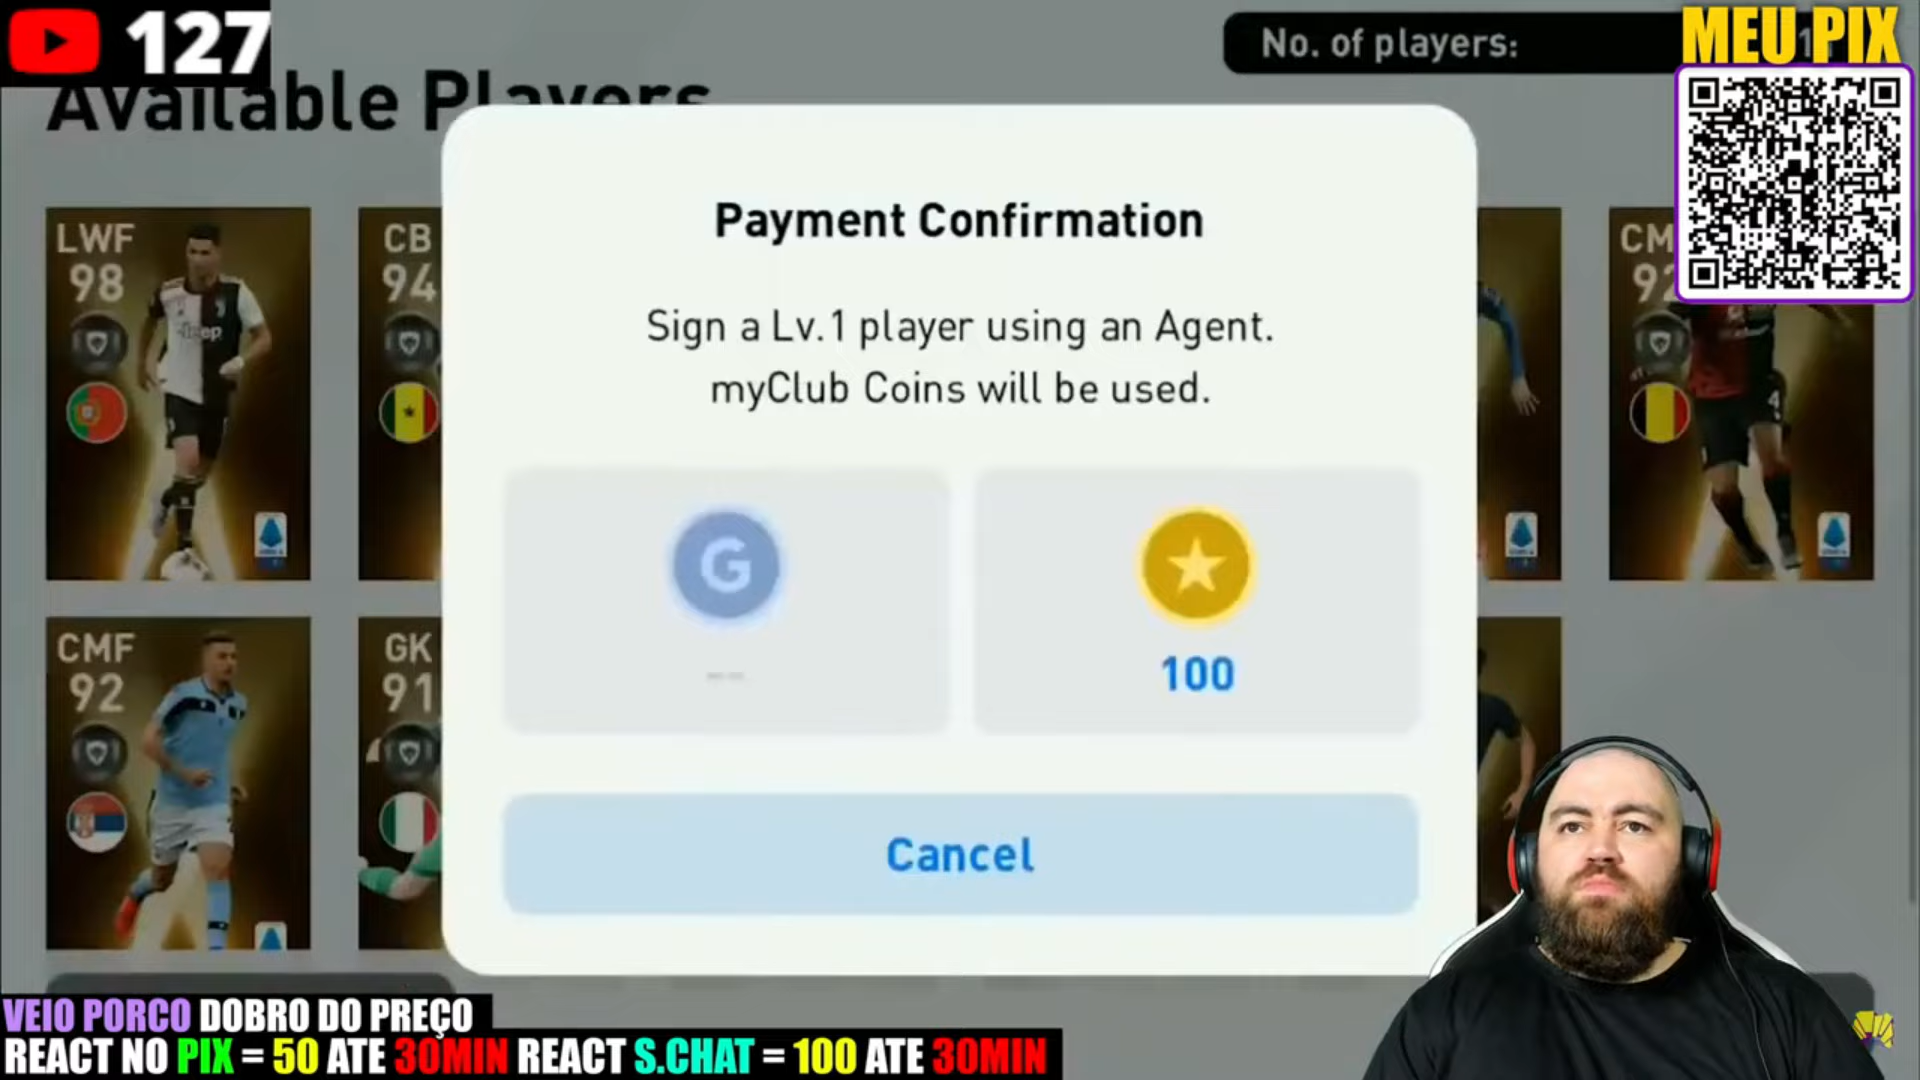 127
No. of players:
MEU PIX
Available Players
Payment Confirmation
Sign a Lv.1 player using an Agent.
myClub Coins will be used.
LWF
98
CB
94
Jeep
4
G
100
CMF
92
GK
91
Cancel
VEIO PORCO DOBRO DO PREÇO
REACT NO PIX = 50 ATE 30MIN REACT S.CHAT = 100 ATE 30MIN